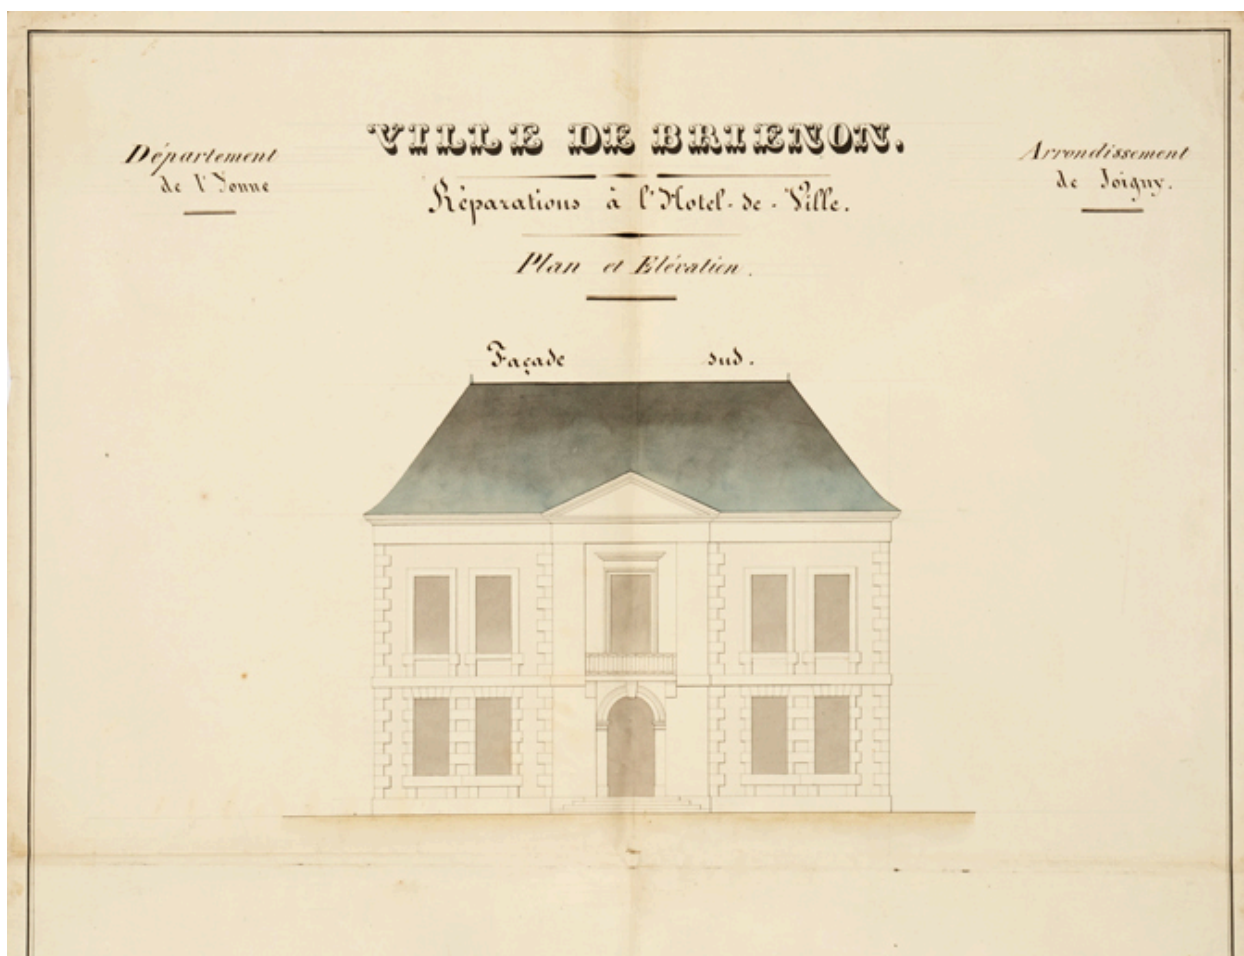 VILLE DE BRIENON.
Département
de l'Yonne
Arrondissement
de Joigny.
Réparations à l'Hotel-de-Ville.
Plan et Elévation.
Façade sud.